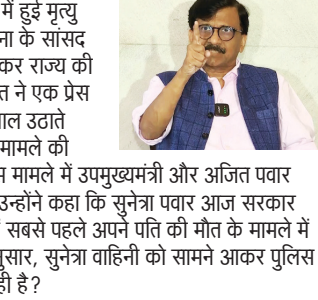 में हुई मृत्यु
ना के सांसद
कर राज्य की
त ने एक प्रेस
ाल उठाते
मामले की
मामले में उपमुख्यमंत्री और अजित पवार
उन्होंने कहा कि सुनेत्रा पवार आज सरकार
सबसे पहले अपने पति की मौत के मामले में
नुसार, सुनेत्रा वाहिनी को सामने आकर पुलिस
ही है?